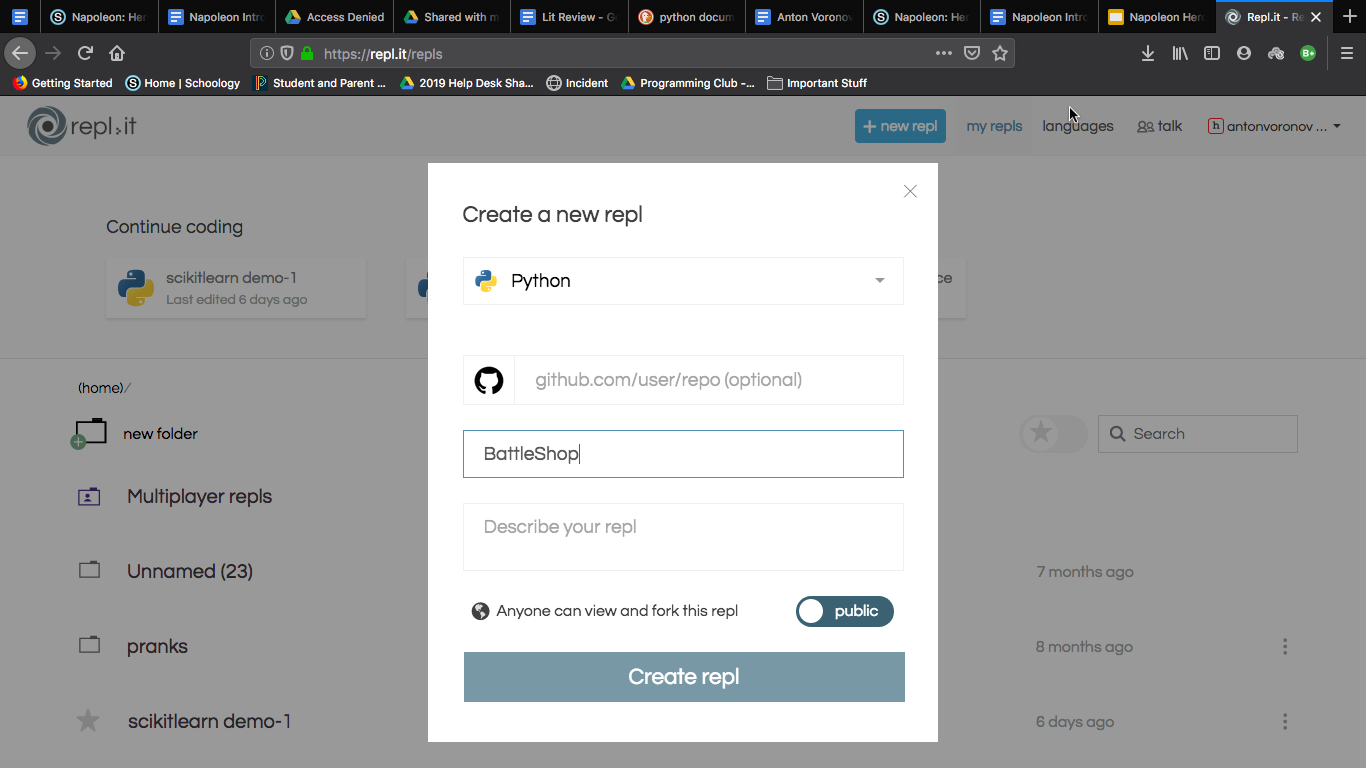 Napoleon: Her
Napoleon Intro
Access Denied
Shared with m
Lit Review - G
python docum
Anton Voronov
Napoleon: Her
Napoleon Intro
Napoleon Hero
Repl.it - Re
https://repl.it/repls
B+
Getting Started
Home | Schoology
Student and Parent ...
2019 Help Desk Sha...
Incident
Programming Club -...
Important Stuff
repl.it
+ new repl
my repls
languages
talk
h antonvoronov ...
Create a new repl
Continue coding
scikitlearn demo-1
Last edited 6 days ago
ce
Python
github.com/user/repo (optional)
(home)/
new folder
Search
BattleShop
Multiplayer repls
Describe your repl
Unnamed (23)
7 months ago
Anyone can view and fork this repl
public
pranks
8 months ago
Create repl
scikitlearn demo-1
6 days ago